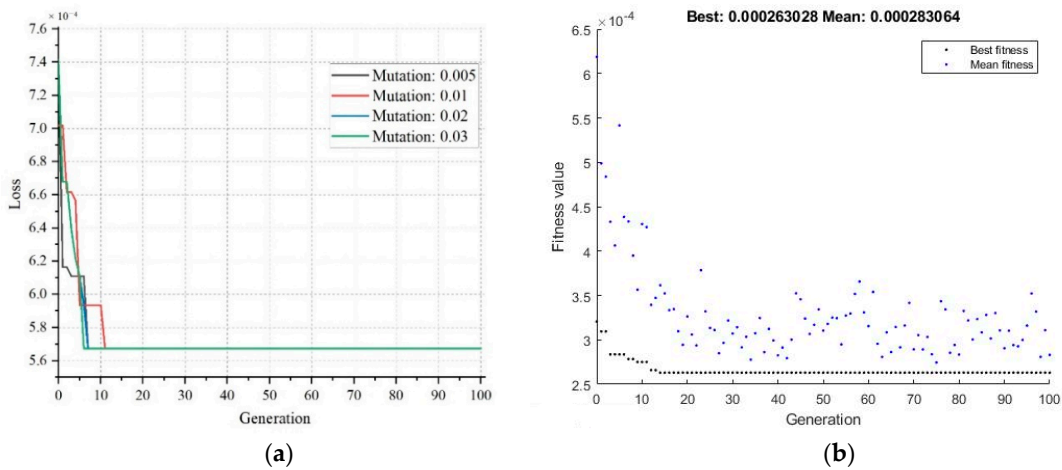 × 10⁻⁴
7.6
7.4
7.2
7.0
6.8
6.6
6.4
6.2
6.0
5.8
5.6
Loss
0 10 20 30 40 50 60 70 80 90 100
Generation
Mutation: 0.005
Mutation: 0.01
Mutation: 0.02
Mutation: 0.03
(a)
Best: 0.000263028 Mean: 0.000283064
× 10⁻⁴
6.5
6
5.5
5
4.5
4
3.5
3
2.5
Fitness value
0 10 20 30 40 50 60 70 80 90 100
Generation
Best fitness
Mean fitness
(b)